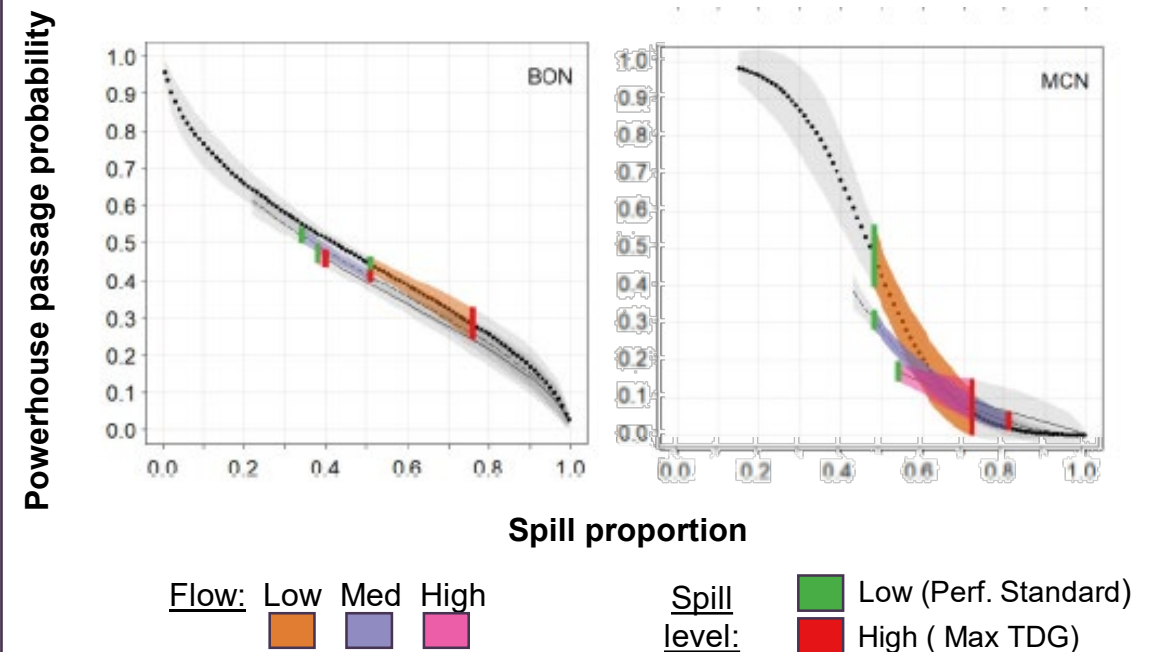 Powerhouse passage probability
BON
1.0
0.9
0.8
0.7
0.6
0.5
0.4
0.3
0.2
0.1
0.0
0.0 0.2 0.4 0.6 0.8 1.0
MCN
1.0
0.9
0.8
0.7
0.6
0.5
0.4
0.3
0.2
0.1
0.0
0.0 0.2 0.4 0.6 0.8 1.0
Spill proportion
Flow: Low Med High
Spill level:
Low (Perf. Standard)
High ( Max TDG)